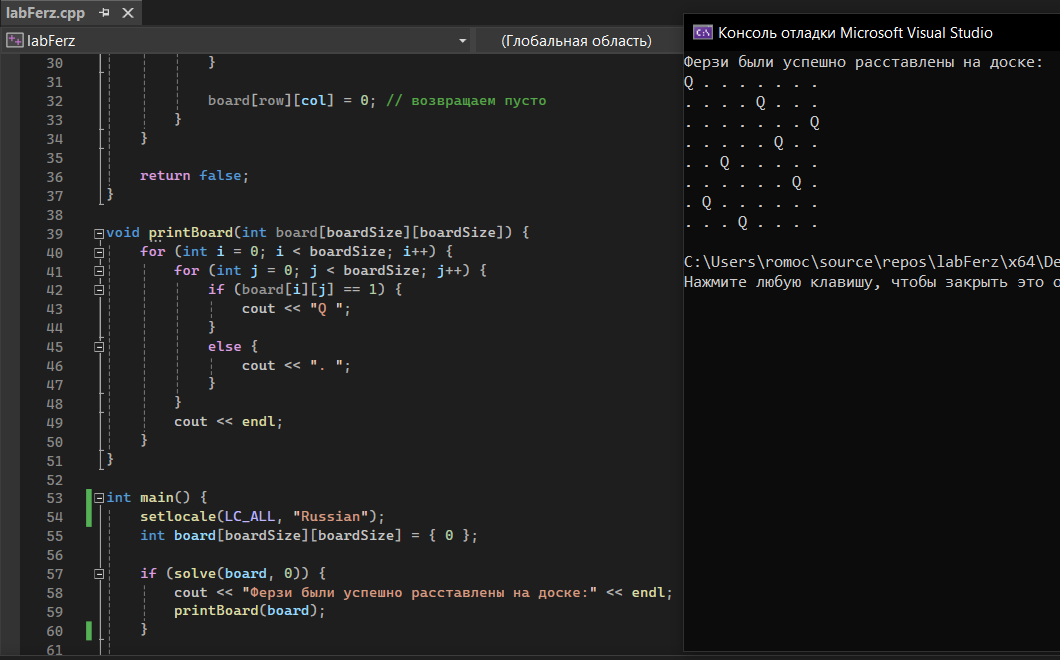 labFerz.cpp
labFerz
(Глобальная область)
30 }
31
32 board[row][col] = 0; // возвращаем пусто
33 }
34 }
35
36 return false;
37 }
38
39 void printBoard(int board[boardSize][boardSize]) {
40 for (int i = 0; i < boardSize; i++) {
41 for (int j = 0; j < boardSize; j++) {
42 if (board[i][j] == 1) {
43 cout << "Q ";
44 }
45 else {
46 cout << ". ";
47 }
48 }
49 cout << endl;
50 }
51 }
52
53 int main() {
54 setlocale(LC_ALL, "Russian");
55 int board[boardSize][boardSize] = { 0 };
56
57 if (solve(board, 0)) {
58 cout << "Ферзи были успешно расставлены на доске:" << endl;
59 printBoard(board);
60 }
61
Консоль отладки Microsoft Visual Studio
Ферзи были успешно расставлены на доске:
Q . . . . . . .
. . . . Q . . .
. . . . . . . Q
. . . . . Q . .
. . Q . . . . .
. . . . . . Q .
. Q . . . . . .
. . . Q . . . .
C:\Users\romoc\source\repos\labFerz\x64\De
Нажмите любую клавишу, чтобы закрыть это о